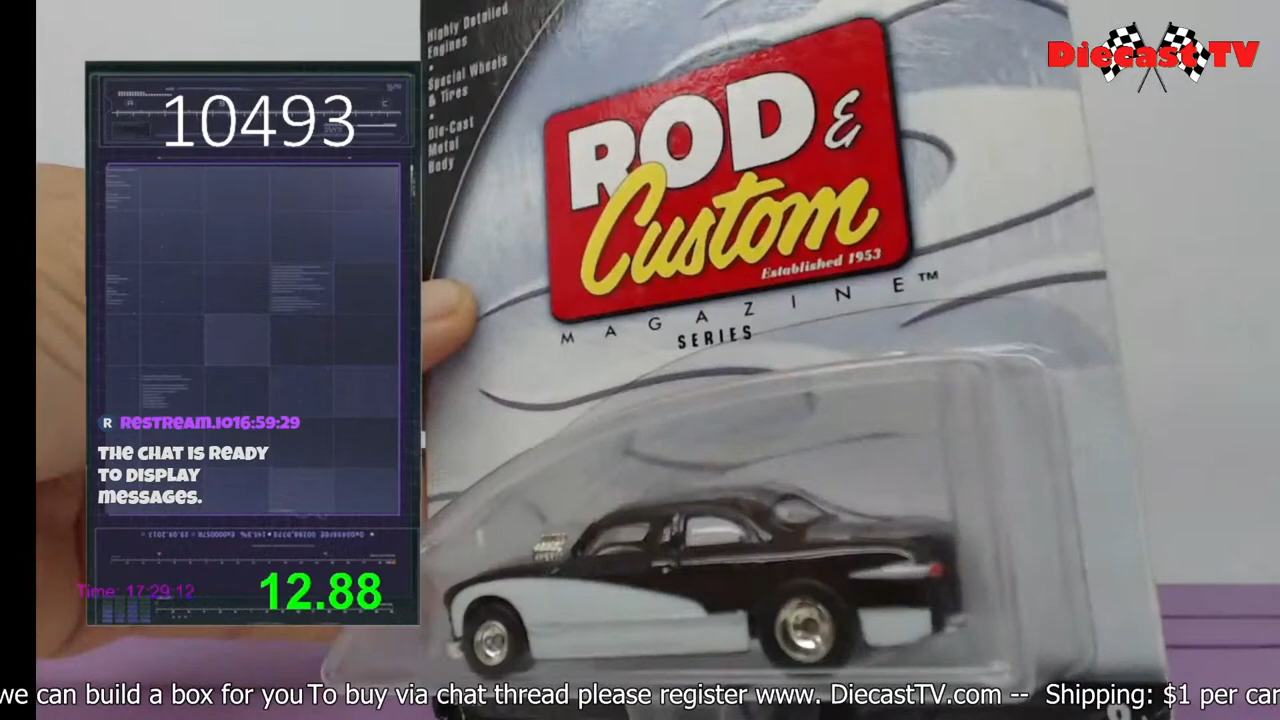 Highly Detailed
Engines
•
Special Wheels
& Tires
•
Die-Cast
Metal
Body
Diecast TV
10493
ROD &
Custom
Established 1953
MAGAZINE™
SERIES
R Restream.io 16:59:29
The chat is ready
to display
messages.
Time: 17:29:12
12.88
we can build a box for you To buy via chat thread please register www. DiecastTV.com -- Shipping: $1 per car